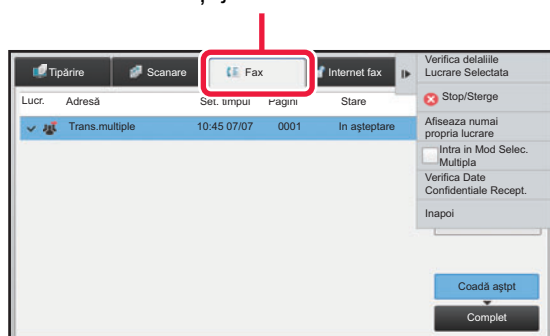 Tipărire
Scanare
Fax
Internet fax
Verifica delaliile
Lucrare Selectata
Stop/Sterge
Afiseaza numai
propria lucrare
Intra in Mod Selec.
Multipla
Verifica Date
Confidentiale Recept.
Inapoi
Lucr. Adresă Set. timpul Pagini Stare
Trans.multiple 10:45 07/07 0001 In aşteptare
Coadă aştpt
Complet